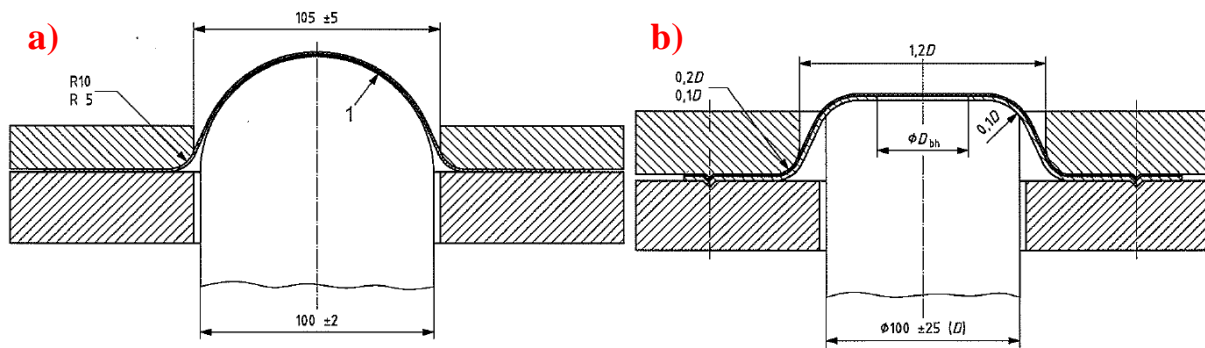 a)
105 ±5
R10
R 5
1
100 ±2
b)
1,2D
0,2D
0,1D
ϕD_bh
0,1D
ϕ100 ±25 (D)